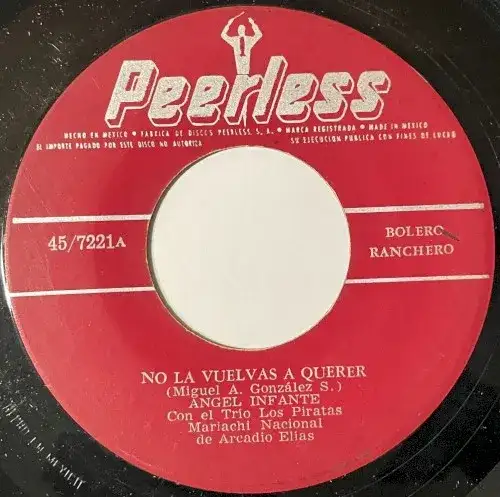 Peerless
HECHO EN MEXICO • FABRICA DE DISCOS PEERLESS, S. A. • MARCA REGISTRADA • MADE IN MEXICO
EL IMPORTE PAGADO POR ESTE DISCO NO AUTORIZA SU EJECUCION PUBLICA CON FINES DE LUCRO
45/7221A
BOLERO
RANCHERO
NO LA VUELVAS A QUERER
(Miguel A. González S.)
ANGEL INFANTE
Con el Trío Los Piratas
Mariachi Nacional
de Arcadio Elías